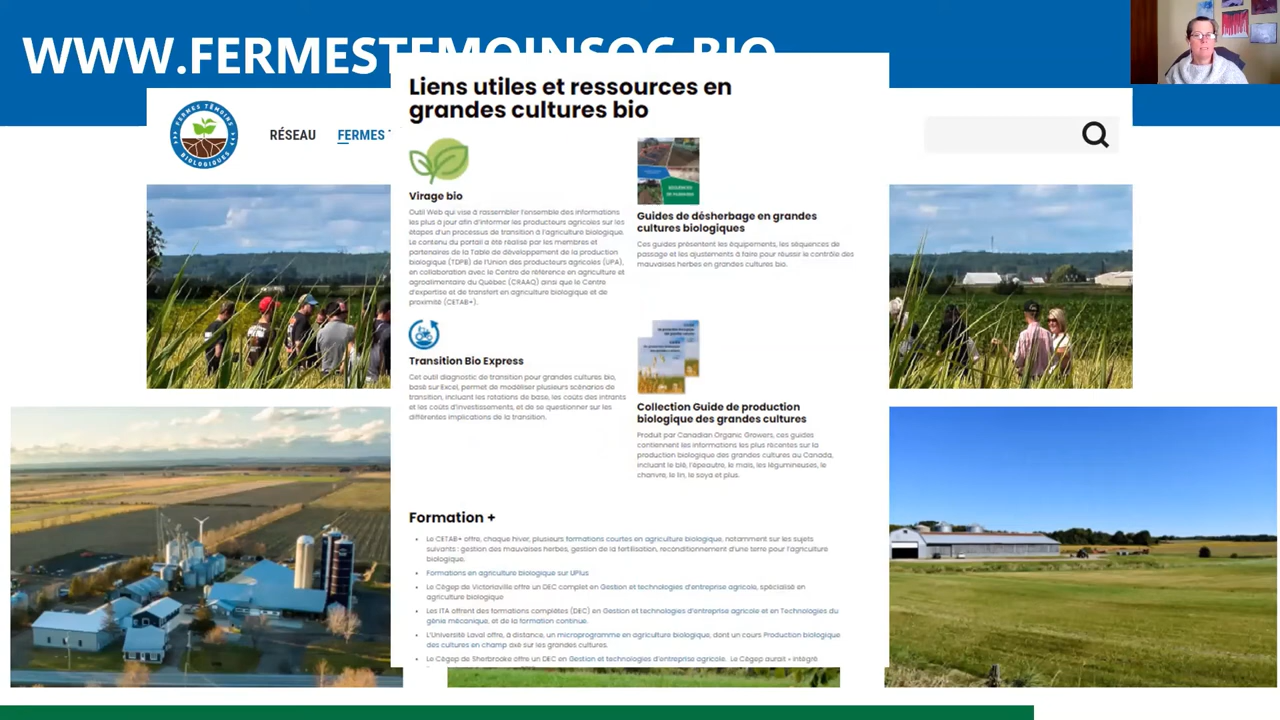 WWW.FERMESTEMOINSOC.BIO
FERMES TÉMOINS
BIOLOGIQUES
RÉSEAU
FERMES
Liens utiles et ressources en
grandes cultures bio
Virage bio
Outil Web qui vise à rassembler l'ensemble des informations
les plus à jour afin d'informer les producteurs agricoles sur les
étapes d'un processus de transition à l'agriculture biologique.
Le contenu du portail a été réalisé par les membres et
partenaires de la Table de développement de la production
biologique (TDPB) de l'Union des producteurs agricoles (UPA),
en collaboration avec le Centre de référence en agriculture et
agroalimentaire du Québec (CRAAQ) ainsi que le Centre
d'expertise et de transfert en agriculture biologique et de
proximité (CETAB+).
Guides de désherbage en grandes
cultures biologiques
Ces guides présentent les équipements, les séquences de
passage et les ajustements à faire pour réussir le contrôle des
mauvaises herbes en grandes cultures bio.
Transition Bio Express
Cet outil diagnostic de transition pour grandes cultures bio,
basé sur Excel, permet de modéliser plusieurs scénarios de
transition, incluant les rotations de base, les coûts des intrants
et les coûts d'investissements, et de se questionner sur les
différentes implications de la transition.
Collection Guide de production
biologique des grandes cultures
Produit par Canadian Organic Growers, ces guides
contiennent les informations les plus récentes sur la
production biologique des grandes cultures au Canada,
incluant le blé, l'épeautre, le maïs, les légumineuses, le
chanvre, le lin, le soya et plus.
Formation +
Le CETAB+ offre, chaque hiver, plusieurs formations courtes en agriculture biologique, notamment sur les sujets
suivants : gestion des mauvaises herbes, gestion de la fertilisation, reconditionnement d'une terre pour l'agriculture
biologique.
Formations en agriculture biologique sur UPlus
Le Cégep de Victoriaville offre un DEC complet en Gestion et technologies d'entreprise agricole, spécialisé en
agriculture biologique
Les ITA offrent des formations complètes (DEC) en Gestion et technologies d'entreprise agricole et en Technologies du
génie mécanique, et de la formation continue.
L'Université Laval offre, à distance, un microprogramme en agriculture biologique, dont un cours Production biologique
des cultures en champ axé sur les grandes cultures.
Le Cégep de Sherbrooke offre un DEC en Gestion et technologies d'entreprise agricole. Le Cégep aurait « intégré